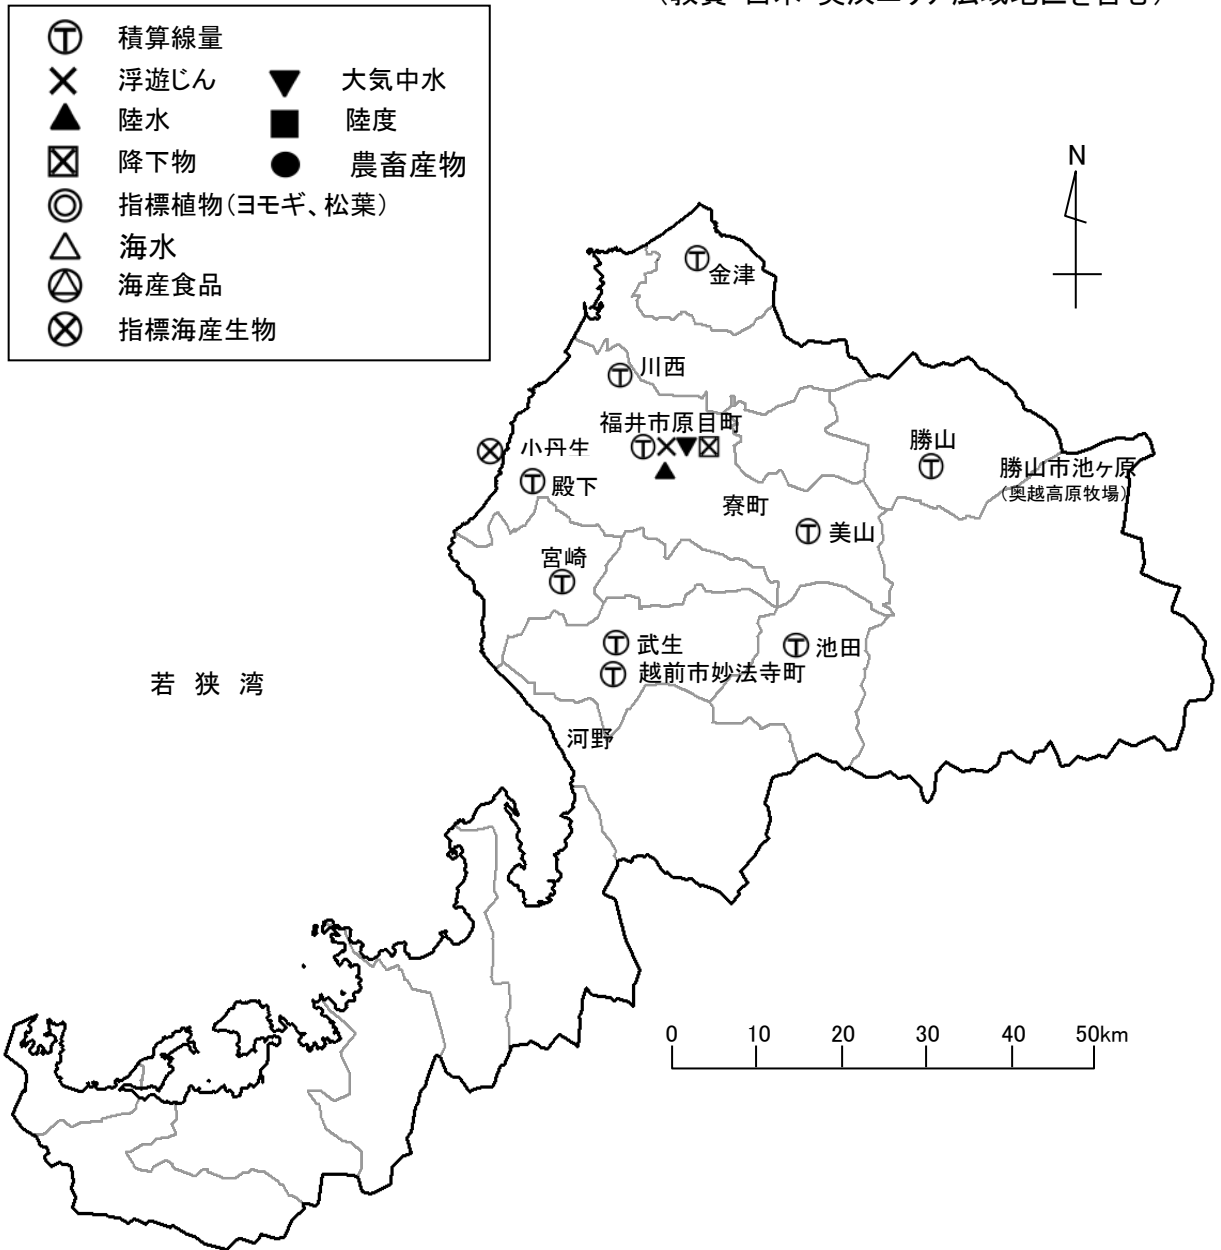 積算線量
浮遊じん 大気中水
陸水 陸度
降下物 農畜産物
指標植物(ヨモギ、松葉)
海水
海産食品
指標海産生物
N
金津
川西
福井市原目町
小丹生
勝山
勝山市池ヶ原
(奥越高原牧場)
殿下
寮町
美山
宮崎
武生
池田
越前市妙法寺町
若狭湾
河野
0 10 20 30 40 50km